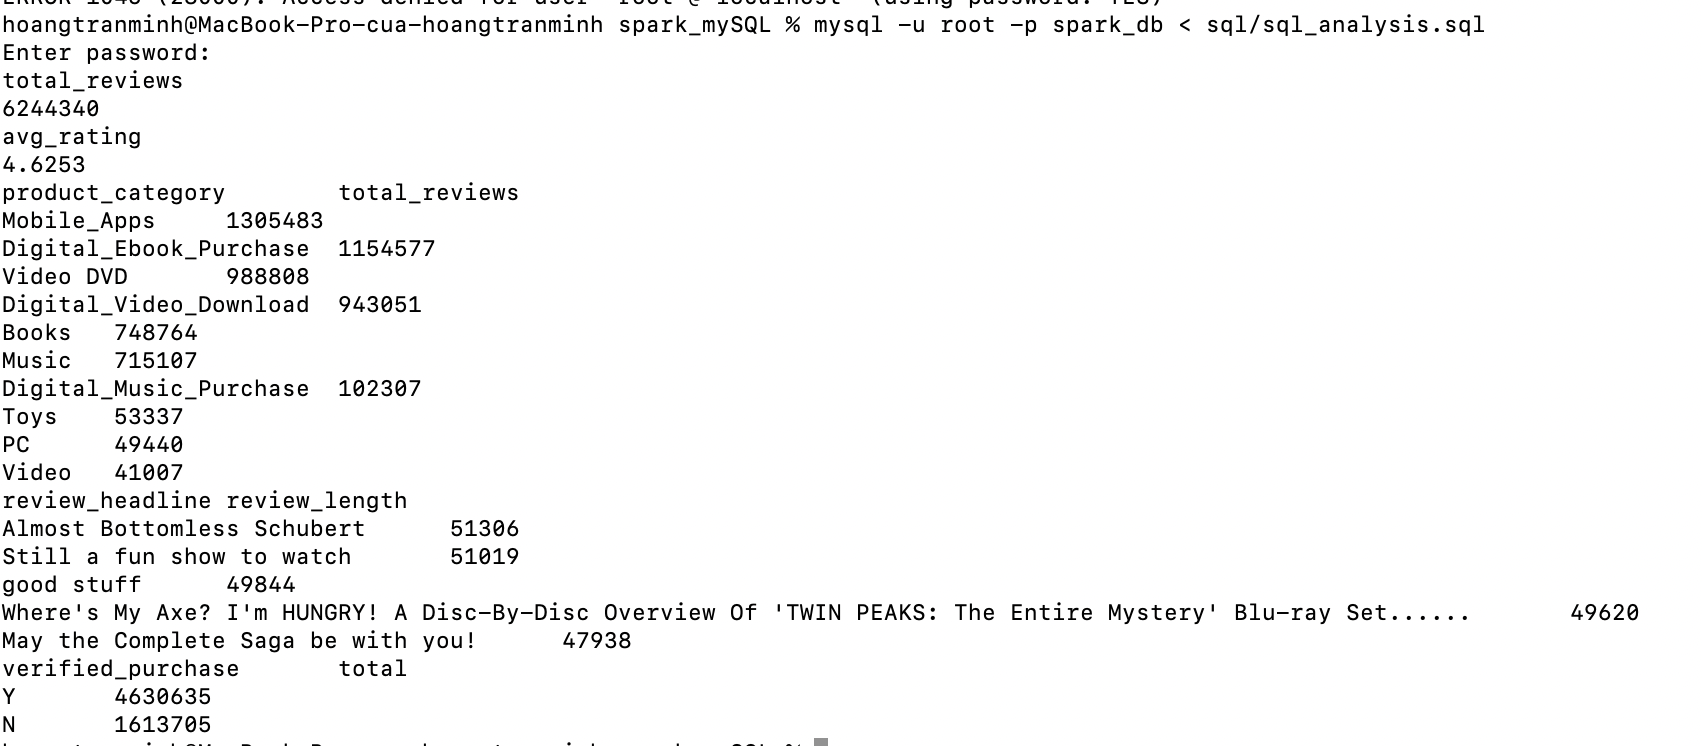 hoangtranminh@MacBook-Pro-cua-hoangtranminh spark_mySQL % mysql -u root -p spark_db < sql/sql_analysis.sql
Enter password:
total_reviews
6244340
avg_rating
4.6253
product_category total_reviews
Mobile_Apps 1305483
Digital_Ebook_Purchase 1154577
Video DVD 988808
Digital_Video_Download 943051
Books 748764
Music 715107
Digital_Music_Purchase 102307
Toys 53337
PC 49440
Video 41007
review_headline review_length
Almost Bottomless Schubert 51306
Still a fun show to watch 51019
good stuff 49844
Where's My Axe? I'm HUNGRY! A Disc-By-Disc Overview Of 'TWIN PEAKS: The Entire Mystery' Blu-ray Set...... 49620
May the Complete Saga be with you! 47938
verified_purchase total
Y 4630635
N 1613705